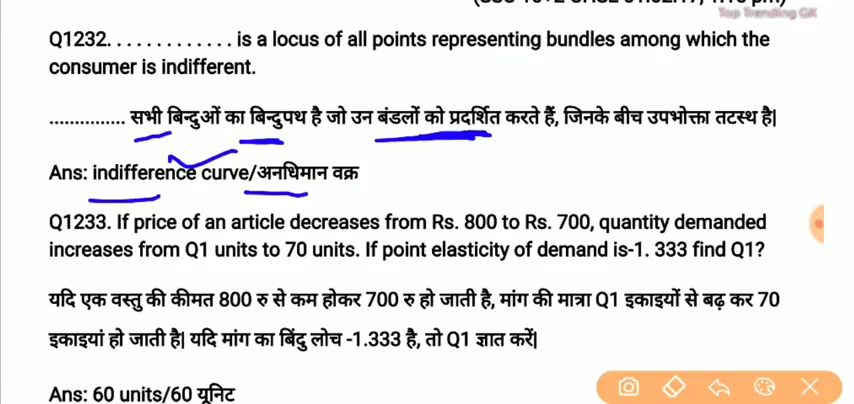 Top Trending GK
Q1232. . . . . . . . . . . . . is a locus of all points representing bundles among which the
consumer is indifferent.
............... सभी बिन्दुओं का बिन्दुपथ है जो उन बंडलों को प्रदर्शित करते हैं, जिनके बीच उपभोक्ता तटस्थ है|
Ans: indifference curve/अनधिमान वक्र
Q1233. If price of an article decreases from Rs. 800 to Rs. 700, quantity demanded
increases from Q1 units to 70 units. If point elasticity of demand is-1. 333 find Q1?
यदि एक वस्तु की कीमत 800 रु से कम होकर 700 रु हो जाती है, मांग की मात्रा Q1 इकाइयों से बढ़ कर 70
इकाइयां हो जाती है| यदि मांग का बिंदु लोच -1.333 है, तो Q1 ज्ञात करें|
Ans: 60 units/60 यूनिट